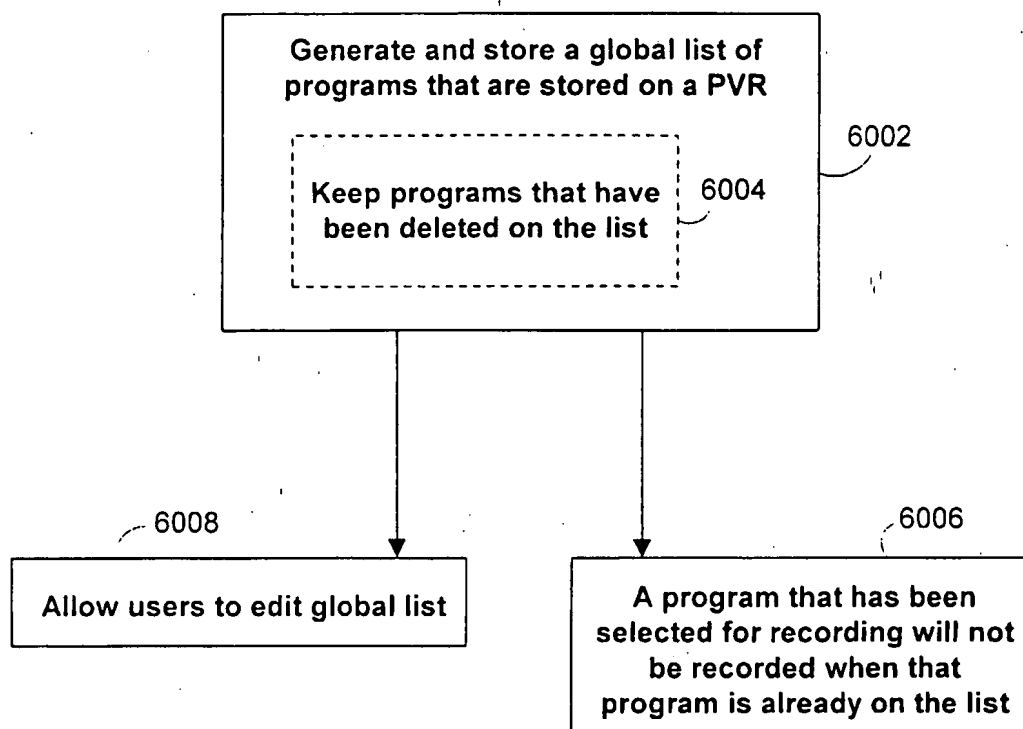 Generate and store a global list of
programs that are stored on a PVR
6002
Keep programs that have
been deleted on the list
6004
6008
Allow users to edit global list
6006
A program that has been
selected for recording will not
be recorded when that
program is already on the list